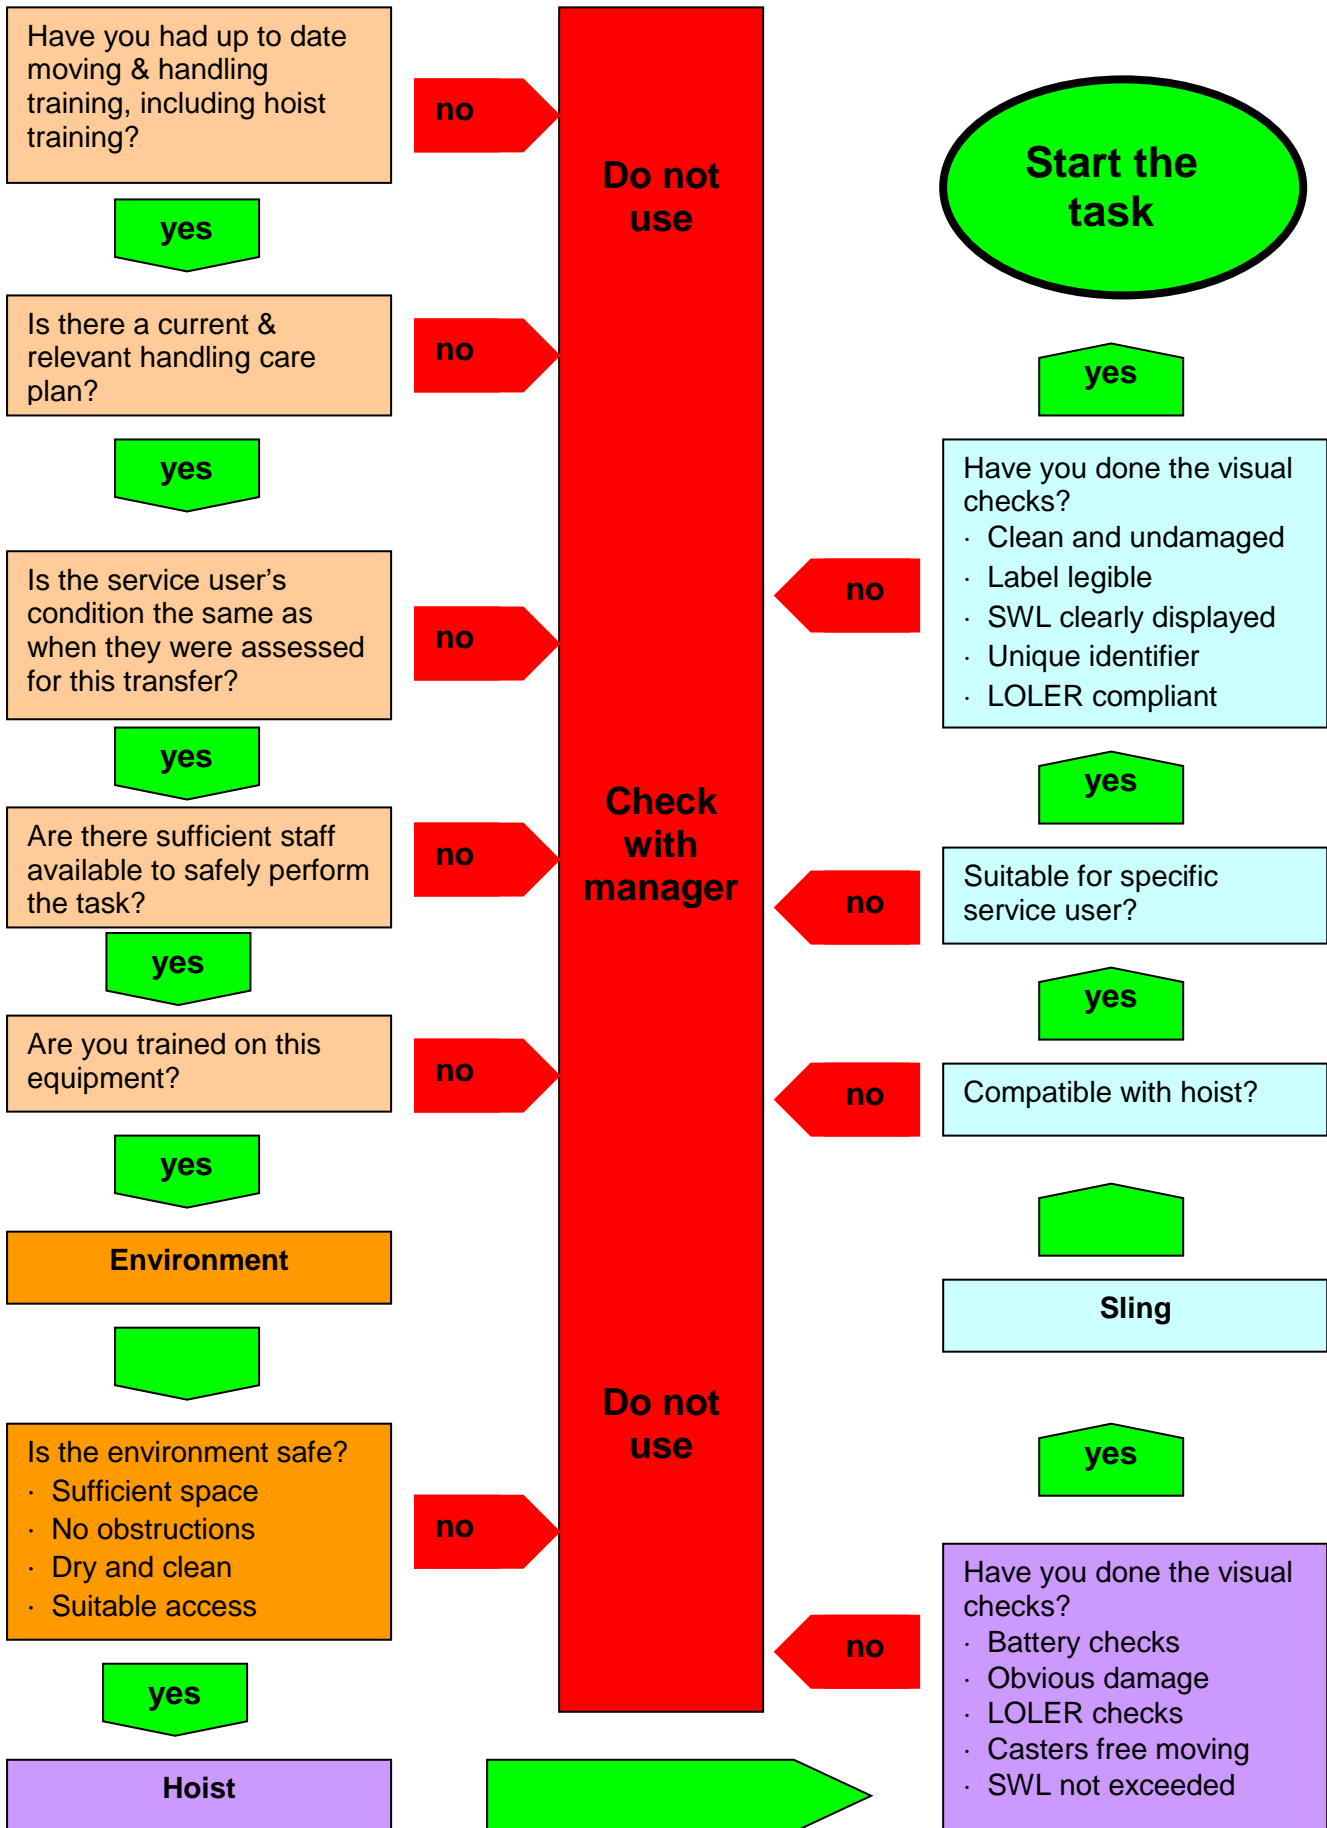 Have you had up to date
moving & handling
training, including hoist
training?
no
yes
Is there a current &
relevant handling care
plan?
no
yes
Is the service user's
condition the same as
when they were assessed
for this transfer?
no
yes
Are there sufficient staff
available to safely perform
the task?
no
yes
Are you trained on this
equipment?
no
yes
Environment
Is the environment safe?
· Sufficient space
· No obstructions
· Dry and clean
· Suitable access
no
yes
Hoist
Do not
use
Check
with
manager
Do not
use
Start the
task
yes
Have you done the visual
checks?
· Clean and undamaged
· Label legible
· SWL clearly displayed
· Unique identifier
· LOLER compliant
no
yes
Suitable for specific
service user?
no
yes
Compatible with hoist?
no
Sling
yes
Have you done the visual
checks?
· Battery checks
· Obvious damage
· LOLER checks
· Casters free moving
· SWL not exceeded
no